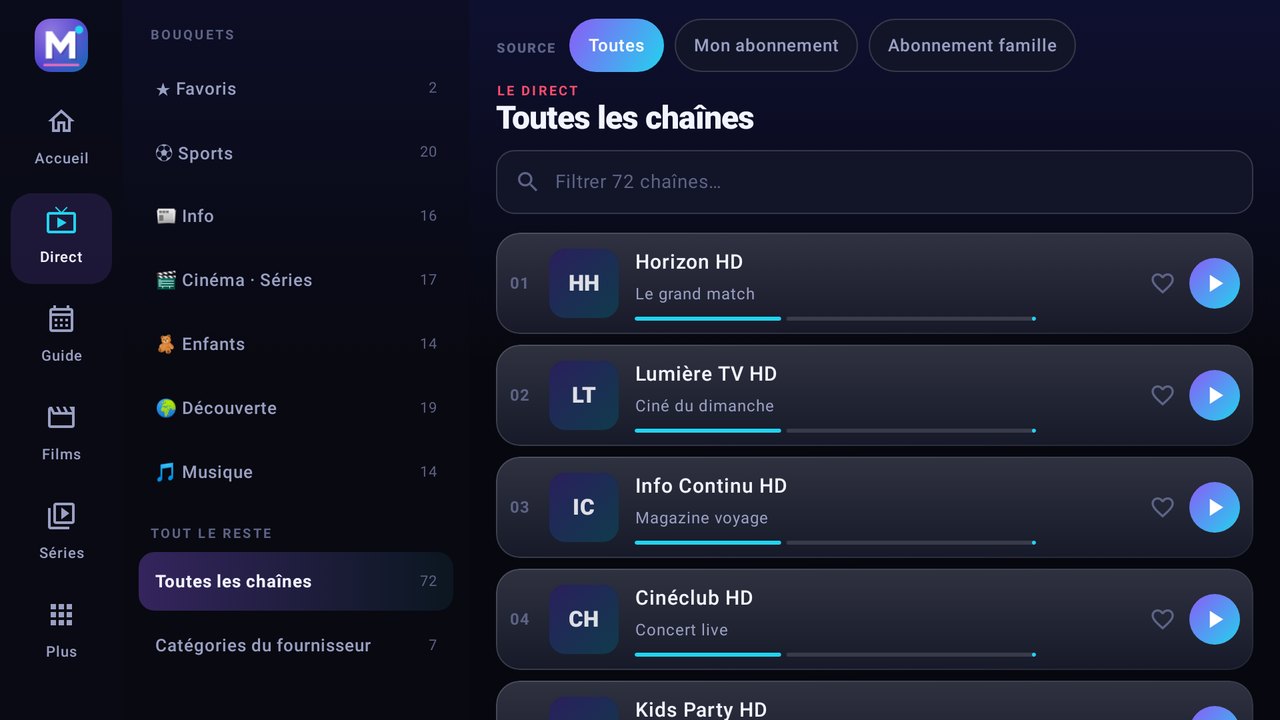 M
Accueil
Direct
Guide
Films
Séries
Plus
BOUQUETS
★ Favoris 2
⚽ Sports 20
📰 Info 16
🎬 Cinéma · Séries 17
🧸 Enfants 14
🌍 Découverte 19
🎵 Musique 14
TOUT LE RESTE
Toutes les chaînes 72
Catégories du fournisseur 7
SOURCE Toutes Mon abonnement Abonnement famille
LE DIRECT
Toutes les chaînes
Filtrer 72 chaînes…
01 HH Horizon HD
Le grand match
02 LT Lumière TV HD
Ciné du dimanche
03 IC Info Continu HD
Magazine voyage
04 CH Cinéclub HD
Concert live
Kids Party HD